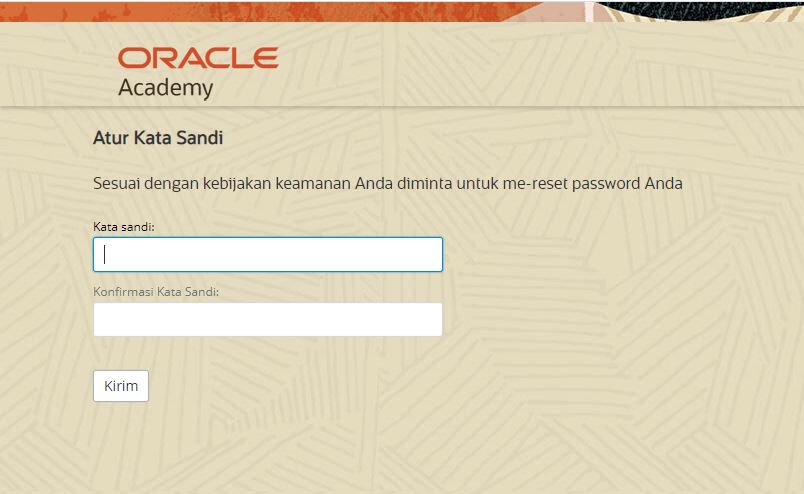 ORACLE
Academy
Atur Kata Sandi
Sesuai dengan kebijakan keamanan Anda diminta untuk me-reset password Anda
Kata sandi:
Konfirmasi Kata Sandi:
Kirim